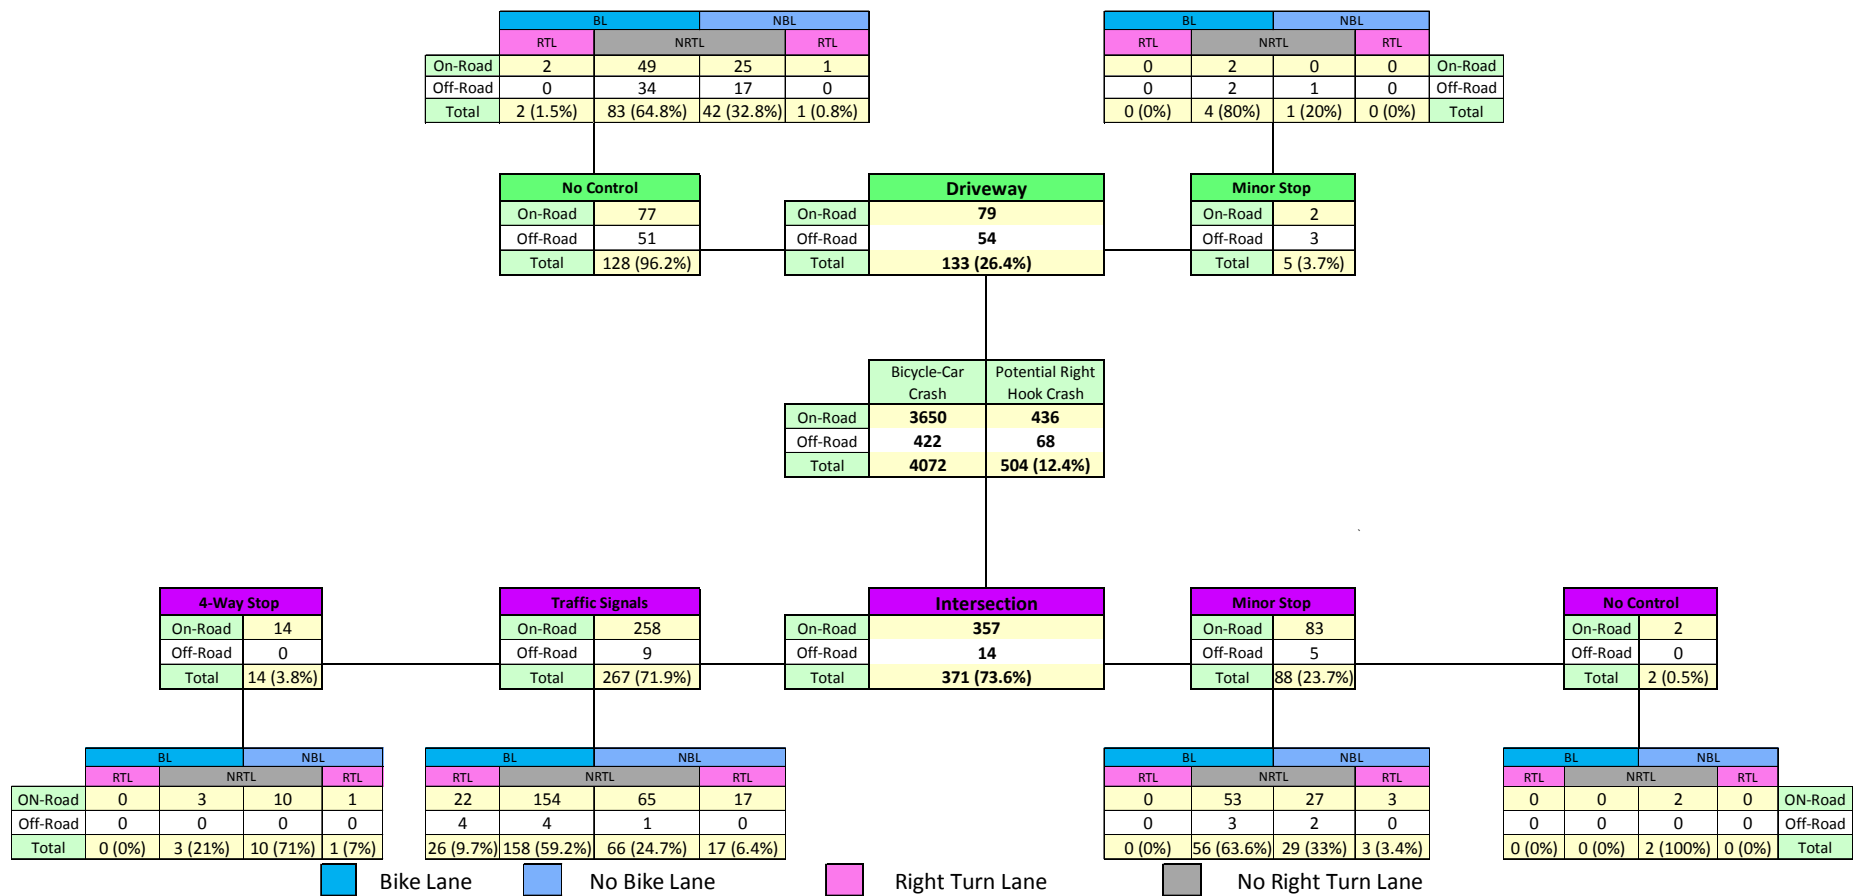 BL NBL BL NBL
RTL NRTL RTL RTL NRTL RTL
On-Road 2 49 25 1 0 2 0 0 On-Road
Off-Road 0 34 17 0 0 2 1 0 Off-Road
Total 2 (1.5%) 83 (64.8%) 42 (32.8%) 1 (0.8%) 0 (0%) 4 (80%) 1 (20%) 0 (0%) Total
No Control Driveway Minor Stop
On-Road 77 On-Road 79 On-Road 2
Off-Road 51 Off-Road 54 Off-Road 3
Total 128 (96.2%) Total 133 (26.4%) Total 5 (3.7%)
Bicycle-Car Potential Right
Crash Hook Crash
On-Road 3650 436
Off-Road 422 68
Total 4072 504 (12.4%)
4-Way Stop Traffic Signals Intersection Minor Stop No Control
On-Road 14 On-Road 258 On-Road 357 On-Road 83 On-Road 2
Off-Road 0 Off-Road 9 Off-Road 14 Off-Road 5 Off-Road 0
Total 14 (3.8%) Total 267 (71.9%) Total 371 (73.6%) Total 88 (23.7%) Total 2 (0.5%)
BL NBL BL NBL BL NBL BL NBL
RTL NRTL RTL RTL NRTL RTL RTL NRTL RTL RTL NRTL RTL
ON-Road 0 3 10 1 22 154 65 17 0 53 27 3 0 0 2 0 ON-Road
Off-Road 0 0 0 0 4 4 1 0 0 3 2 0 0 0 0 0 Off-Road
Total 0 (0%) 3 (21%) 10 (71%) 1 (7%) 26 (9.7%) 158 (59.2%) 66 (24.7%) 17 (6.4%) 0 (0%) 56 (63.6%) 29 (33%) 3 (3.4%) 0 (0%) 0 (0%) 2 (100%) 0 (0%) Total
Bike Lane No Bike Lane Right Turn Lane No Right Turn Lane